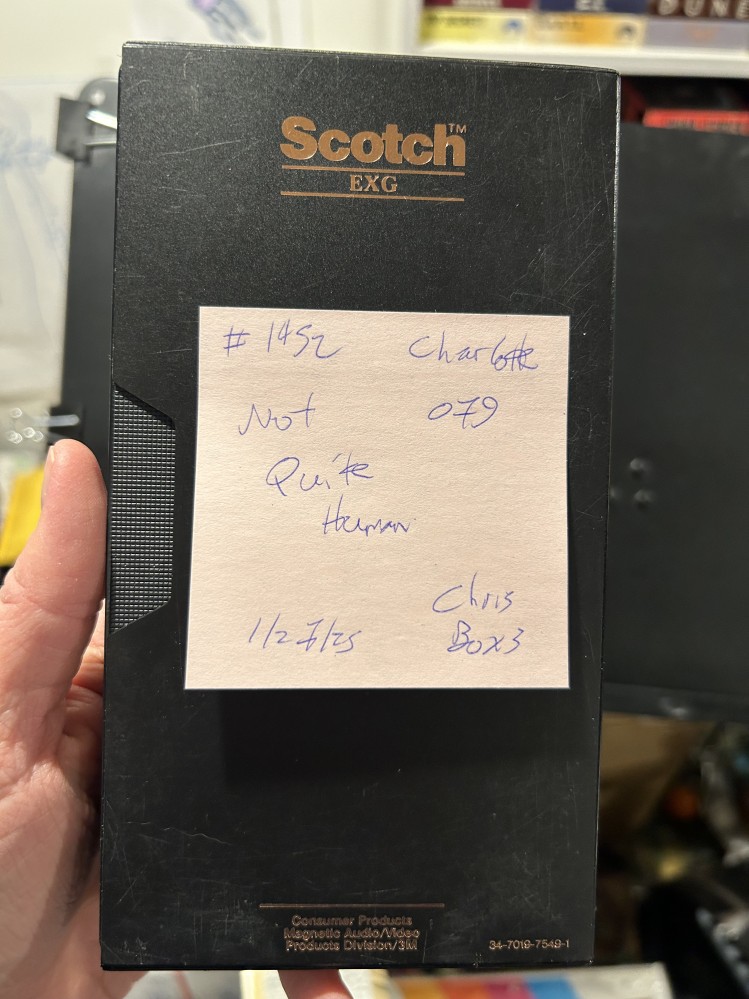 DUNE
Scotch™
EXG
#1452 Charlotte
Not 079
Quite
Human
Chris
1/27/25 Box3
Consumer Products
Magnetic Audio/Video
Products Division/3M
34-7019-7549-1